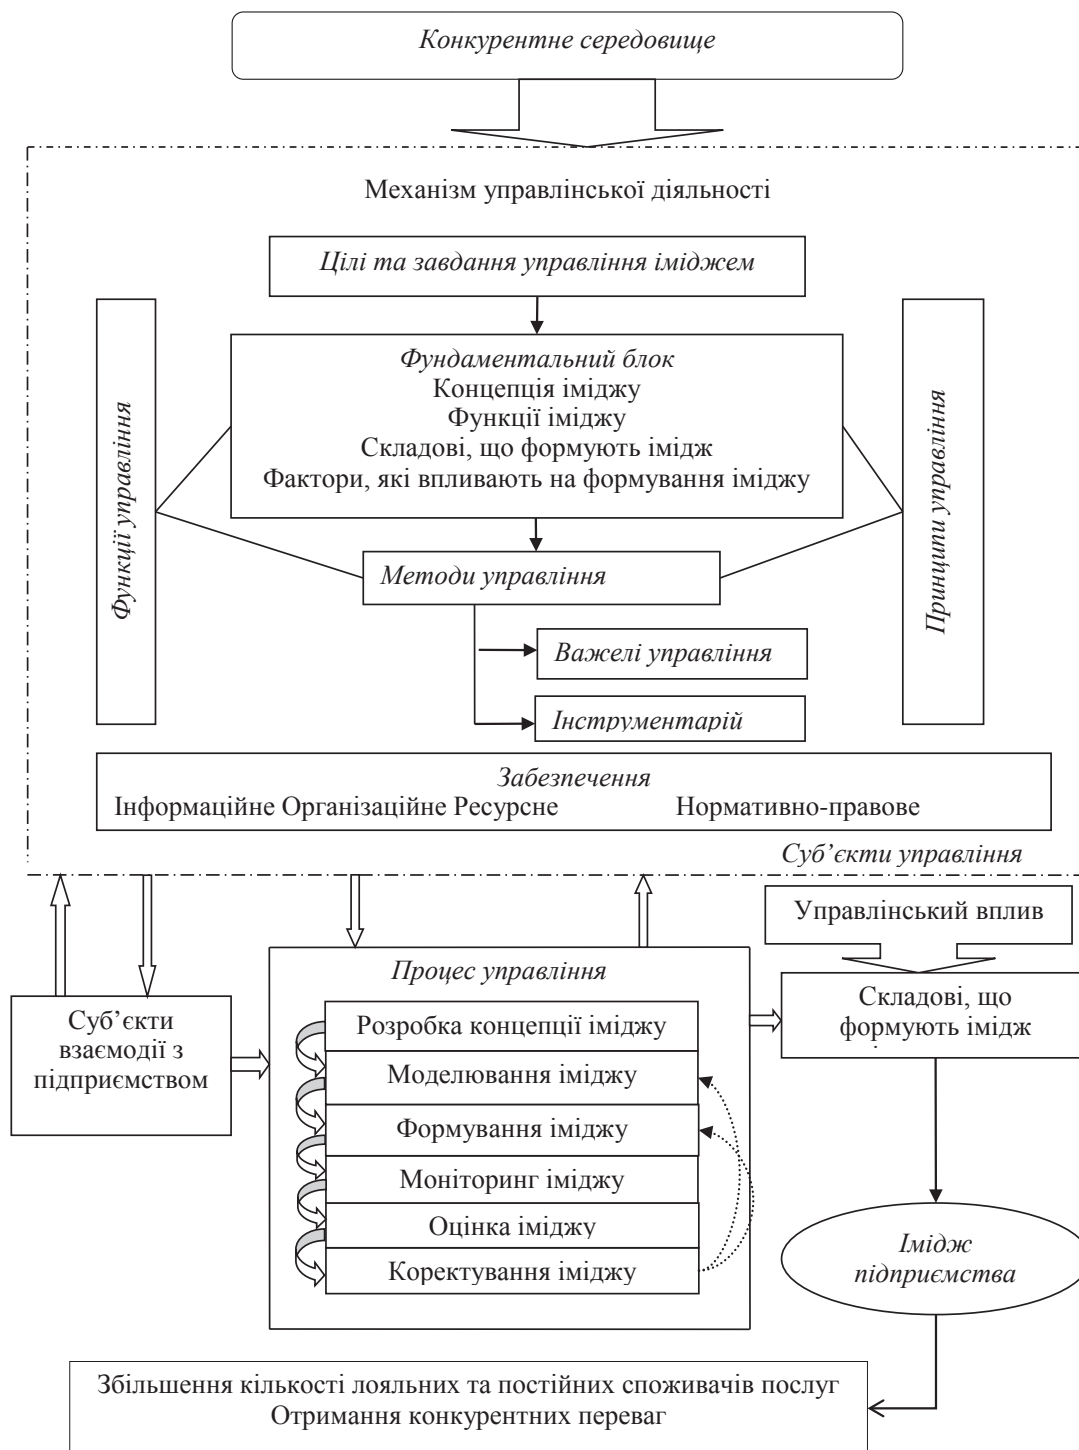 Конкурентне середовище
Механізм управлінської діяльності
Цілі та завдання управління іміджем
Функції управління
Фундаментальний блок
Концепція іміджу
Функції іміджу
Складові, що формують імідж
Фактори, які впливають на формування іміджу
Принципи управління
Методи управління
Важелі управління
Інструментарій
Забезпечення
Інформаційне Організаційне Ресурсне Нормативно-правове
Суб’єкти управління
Управлінський вплив
Процес управління
Суб’єкти
взаємодії з
підприємством
Розробка концепції іміджу
Моделювання іміджу
Формування іміджу
Моніторинг іміджу
Оцінка іміджу
Коректування іміджу
Складові, що
формують імідж
Імідж
підприємства
Збільшення кількості лояльних та постійних споживачів послуг
Отримання конкурентних переваг